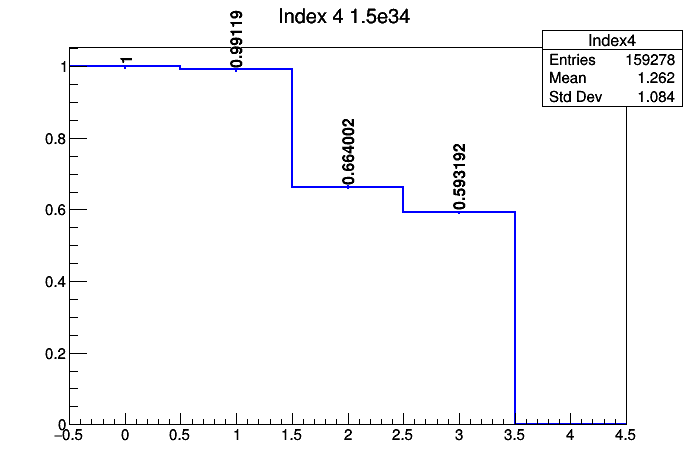 Index 4 1.5e34
Index4
Entries 159278
Mean 1.262
Std Dev 1.084
1
0.99119
0.664002
0.593192
1
0.8
0.6
0.4
0.2
0
−0.5 0 0.5 1 1.5 2 2.5 3 3.5 4 4.5